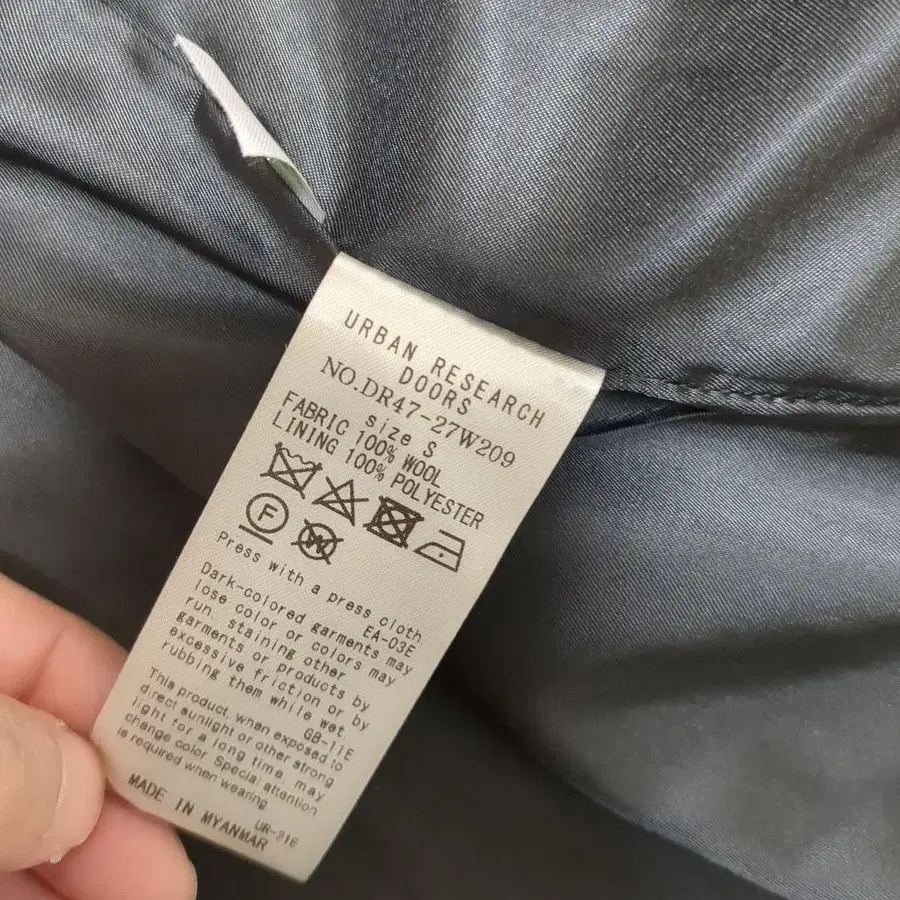 URBAN RESEARCH
DOORS
NO.DR47-27W209
size S
FABRIC 100% WOOL
LINING 100% POLYESTER
F
W
Press with a press cloth.
EA-03E
Dark-colored garments may
lose color or colors may
run, staining other
garments or products by
excessive friction or by
rubbing them while wet.
GB-11E
This product, when exposed to
direct sunlight or other strong
light for a long time, may
change color. Special attention
is required when wearing.
UR-21E
MADE IN MYANMAR